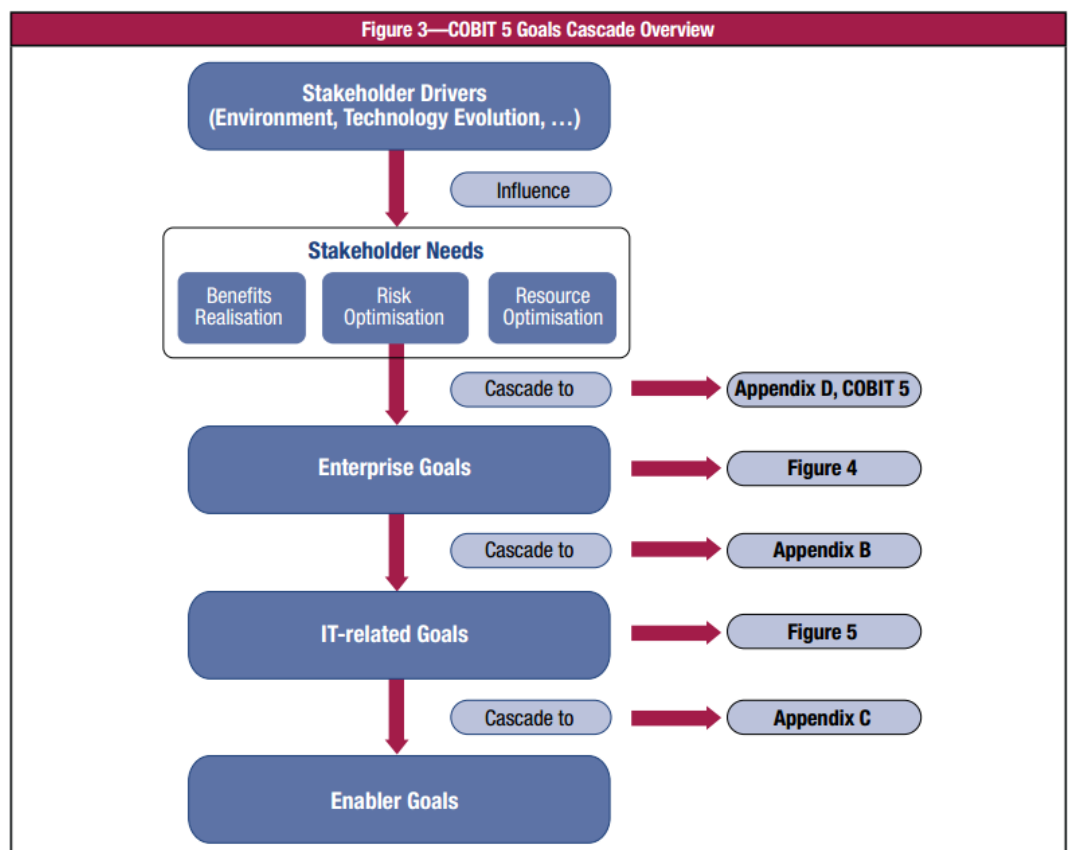 Figure 3—COBIT 5 Goals Cascade Overview
Stakeholder Drivers
(Environment, Technology Evolution, …)
Influence
Stakeholder Needs
Benefits
Realisation
Risk
Optimisation
Resource
Optimisation
Cascade to
Appendix D, COBIT 5
Enterprise Goals
Figure 4
Cascade to
Appendix B
IT-related Goals
Figure 5
Cascade to
Appendix C
Enabler Goals